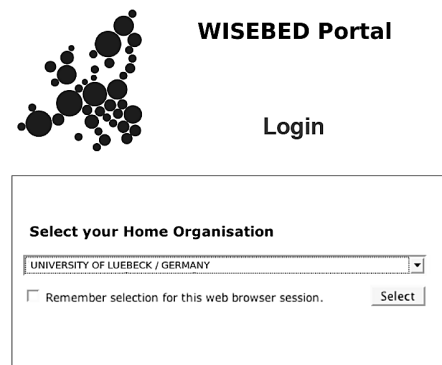 WISEBED Portal
Login
Select your Home Organisation
UNIVERSITY OF LUEBECK / GERMANY
Remember selection for this web browser session.
Select